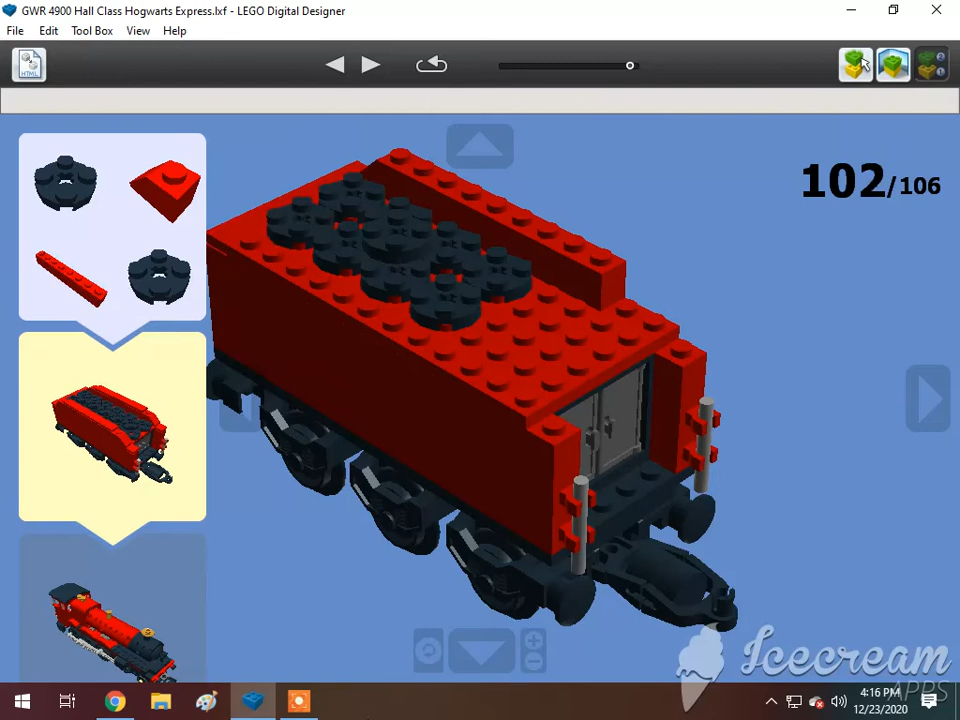 GWR 4900 Hall Class Hogwarts Express.lxf - LEGO Digital Designer
File Edit Tool Box View Help
HTML
102/106
Icecream
APPS
4:16 PM
12/23/2020